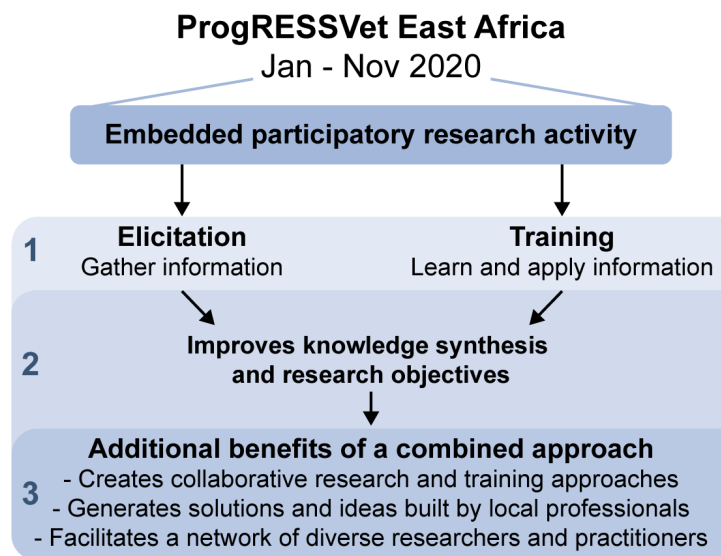 ProgRESSVet East Africa
Jan - Nov 2020
Embedded participatory research activity
1
Elicitation
Gather information
Training
Learn and apply information
2
Improves knowledge synthesis
and research objectives
3
Additional benefits of a combined approach
- Creates collaborative research and training approaches
- Generates solutions and ideas built by local professionals
- Facilitates a network of diverse researchers and practitioners